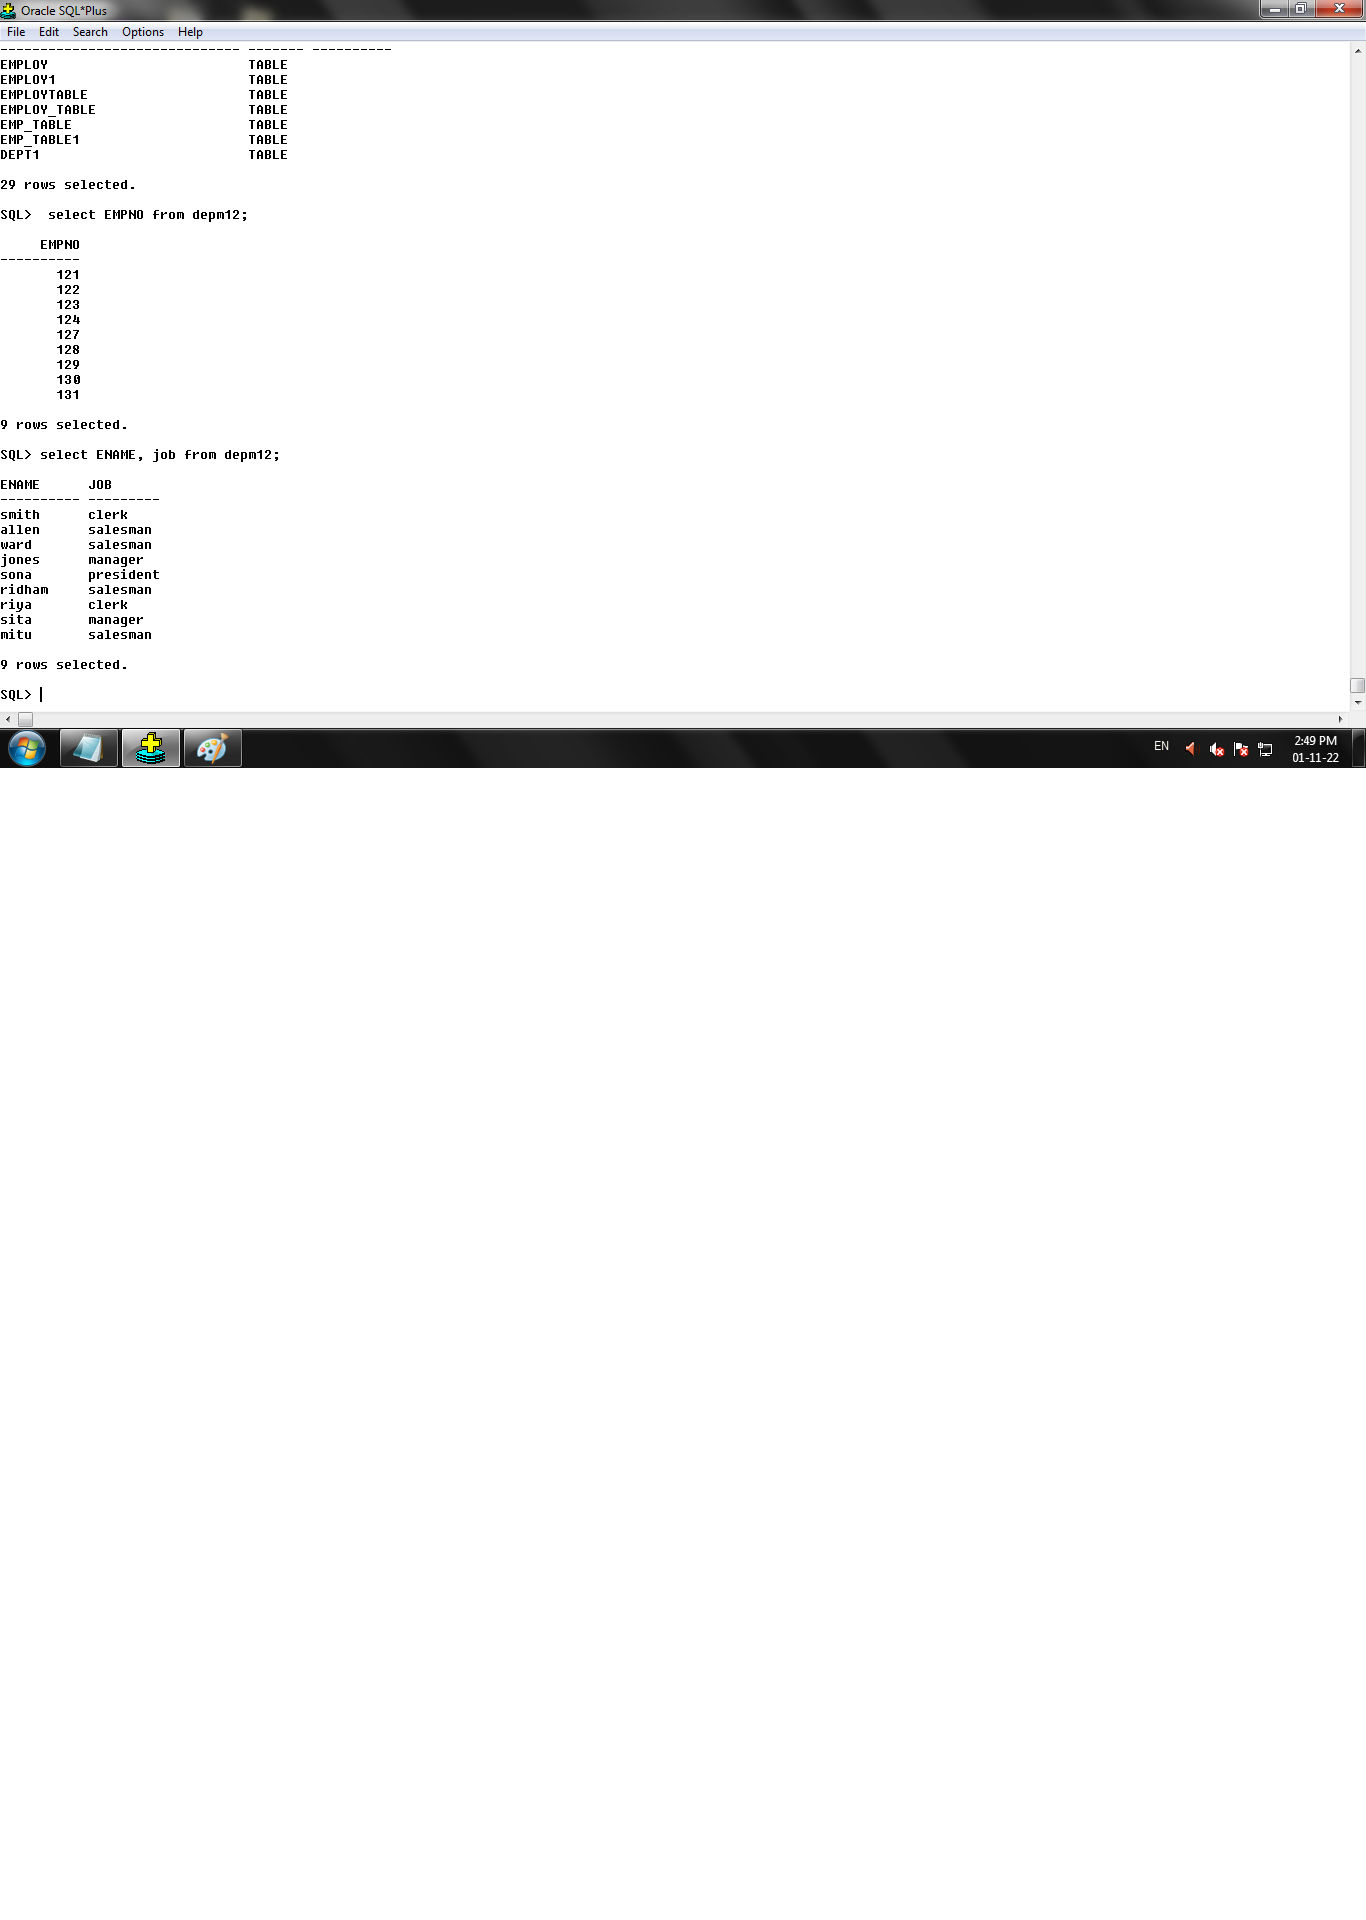 Oracle SQL*Plus
File Edit Search Options Help
------------------------------ ------- ----------
EMPLOY                         TABLE
EMPLOY1                        TABLE
EMPLOYTABLE                    TABLE
EMPLOY_TABLE                   TABLE
EMP_TABLE                      TABLE
EMP_TABLE1                     TABLE
DEPT1                          TABLE
29 rows selected.
SQL>  select EMPNO from depm12;
     EMPNO
----------
       121
       122
       123
       124
       127
       128
       129
       130
       131
9 rows selected.
SQL> select ENAME, job from depm12;
ENAME      JOB
---------- ---------
smith      clerk
allen      salesman
ward       salesman
jones      manager
sona       president
ridham     salesman
riya       clerk
sita       manager
mitu       salesman
9 rows selected.
SQL>
EN
2:49 PM
01-11-22